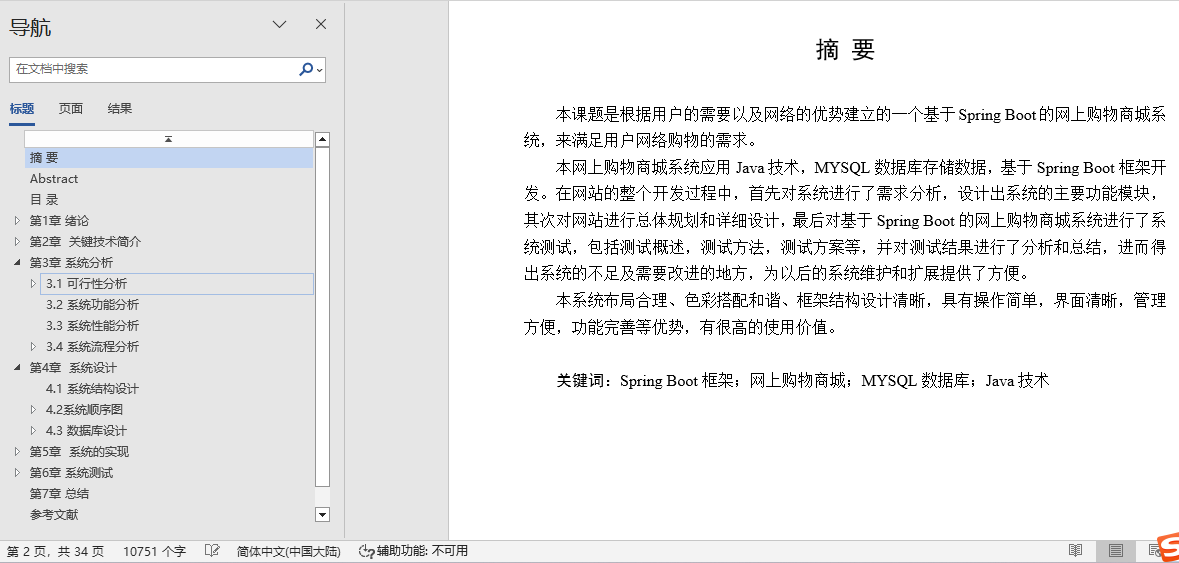 导航
在文档中搜索
标题 页面 结果
摘 要
Abstract
目 录
第1章 绪论
第2章 关键技术简介
第3章 系统分析
3.1 可行性分析
3.2 系统功能分析
3.3 系统性能分析
3.4 系统流程分析
第4章 系统设计
4.1 系统结构设计
4.2系统顺序图
4.3 数据库设计
第5章 系统的实现
第6章 系统测试
第7章 总结
参考文献
摘 要
本课题是根据用户的需要以及网络的优势建立的一个基于 Spring Boot 的网上购物商城系
统，来满足用户网络购物的需求。
本网上购物商城系统应用 Java 技术，MYSQL 数据库存储数据，基于 Spring Boot 框架开
发。在网站的整个开发过程中，首先对系统进行了需求分析，设计出系统的主要功能模块，
其次对网站进行总体规划和详细设计，最后对基于 Spring Boot 的网上购物商城系统进行了系
统测试，包括测试概述，测试方法，测试方案等，并对测试结果进行了分析和总结，进而得
出系统的不足及需要改进的地方，为以后的系统维护和扩展提供了方便。
本系统布局合理、色彩搭配和谐、框架结构设计清晰，具有操作简单，界面清晰，管理
方便，功能完善等优势，有很高的使用价值。
关键词：Spring Boot 框架；网上购物商城；MYSQL 数据库；Java 技术
第 2 页，共 34 页 10751 个字 简体中文(中国大陆) 辅助功能: 不可用